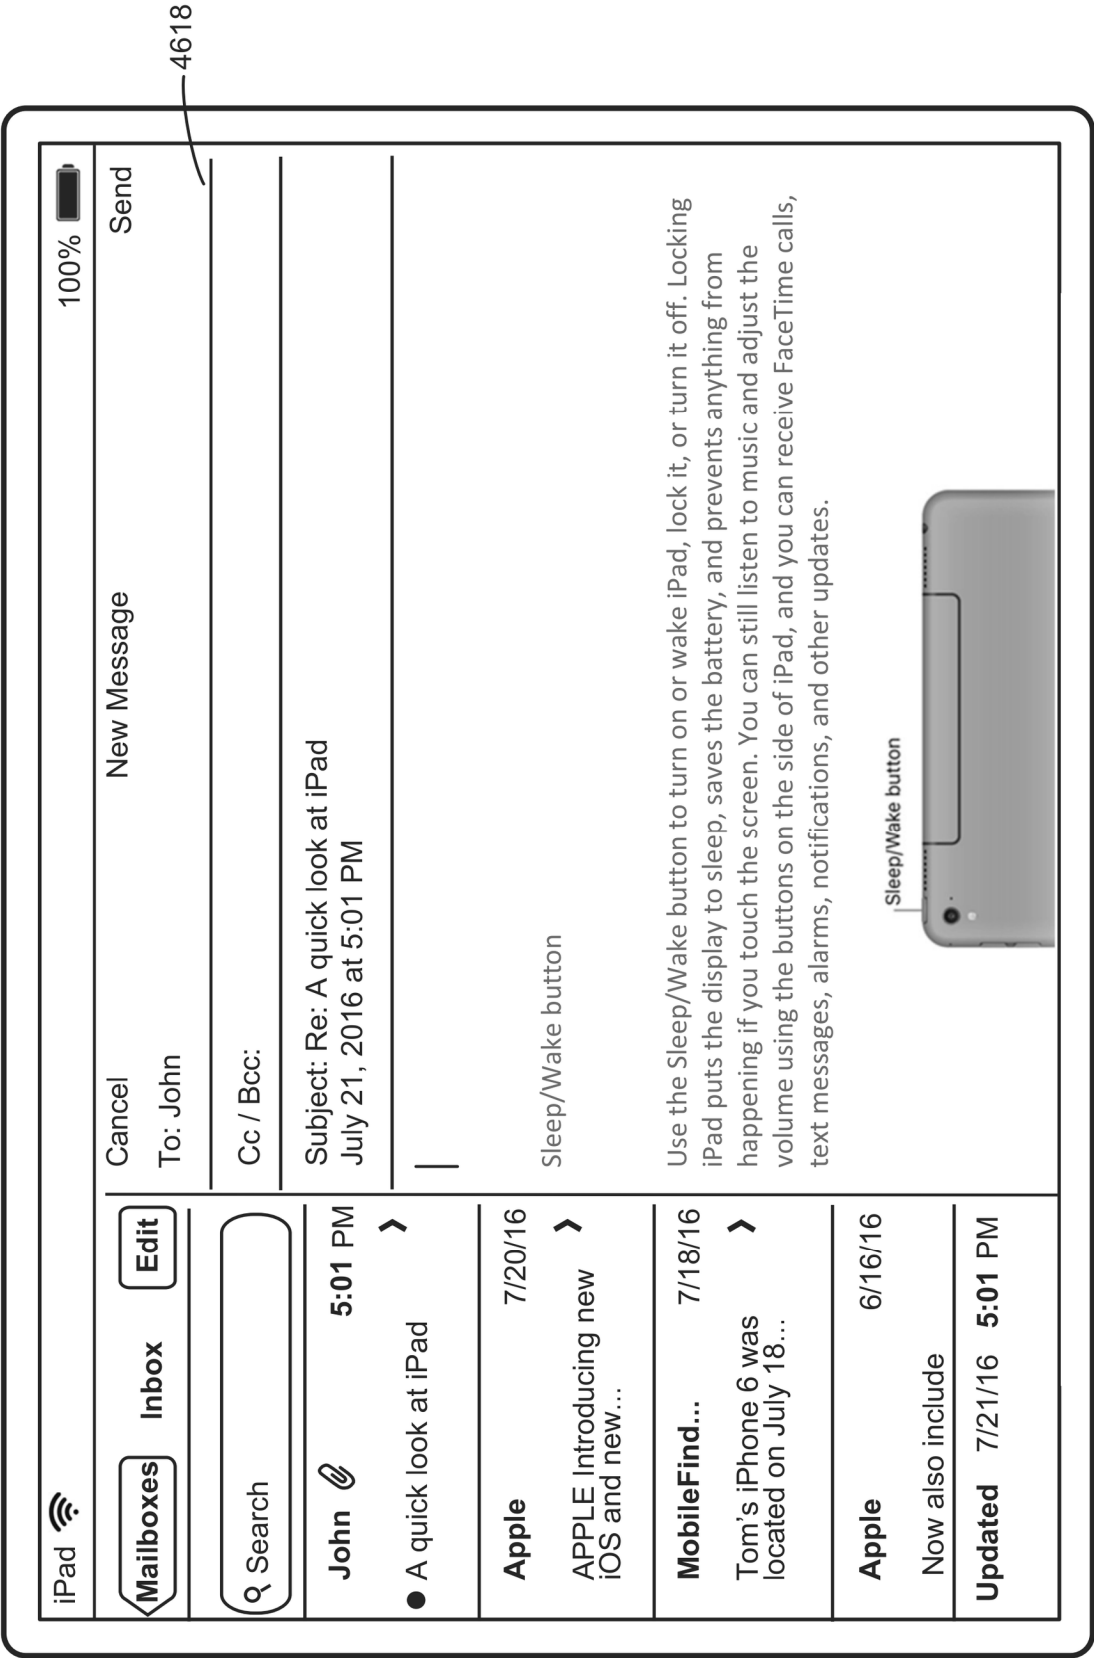 4618
iPad
100%
Mailboxes
Inbox
Edit
Search
John
5:01 PM
A quick look at iPad
Apple
7/20/16
APPLE Introducing new
iOS and new...
MobileFind...
7/18/16
Tom's iPhone 6 was
located on July 18...
Apple
6/16/16
Now also include
Updated 7/21/16 5:01 PM
Cancel
New Message
Send
To: John
Cc / Bcc:
Subject: Re: A quick look at iPad
July 21, 2016 at 5:01 PM
Sleep/Wake button
Use the Sleep/Wake button to turn on or wake iPad, lock it, or turn it off. Locking
iPad puts the display to sleep, saves the battery, and prevents anything from
happening if you touch the screen. You can still listen to music and adjust the
volume using the buttons on the side of iPad, and you can receive FaceTime calls,
text messages, alarms, notifications, and other updates.
Sleep/Wake button